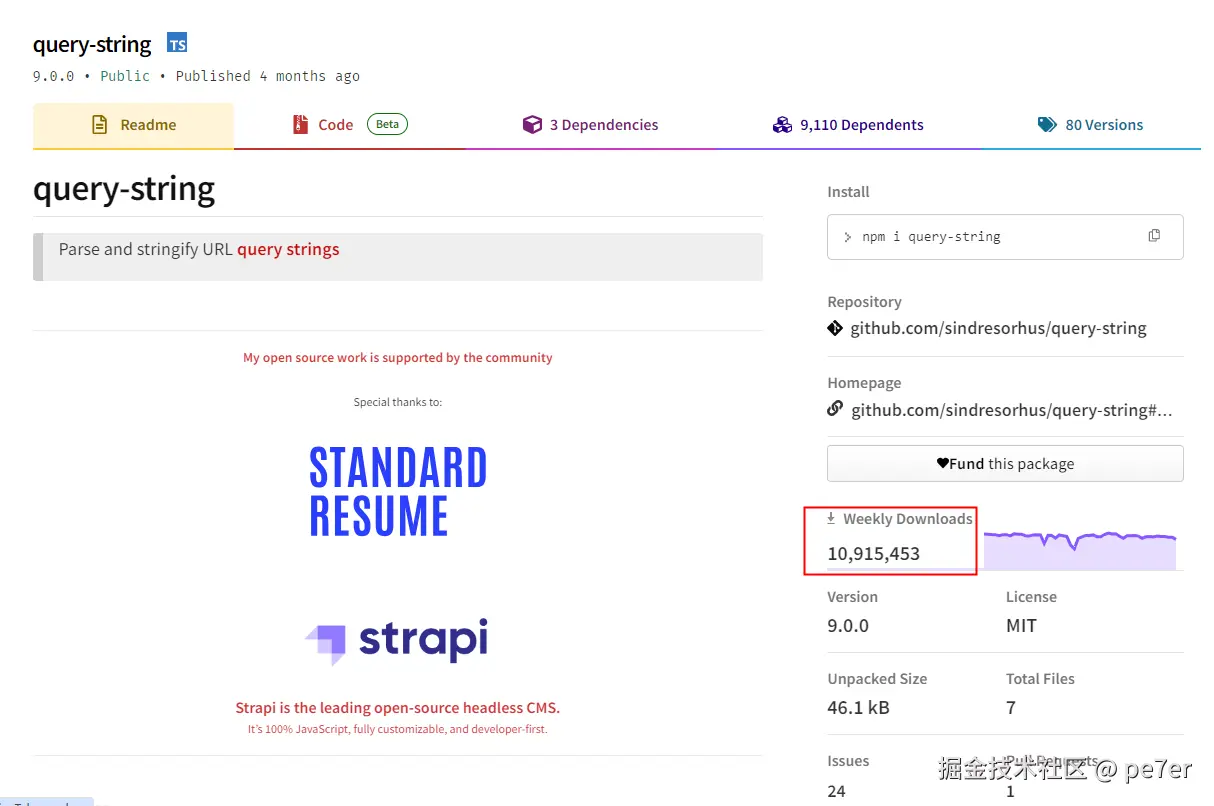 query-string TS
9.0.0 • Public • Published 4 months ago
Readme
Code Beta
3 Dependencies
9,110 Dependents
80 Versions
query-string
Parse and stringify URL query strings
My open source work is supported by the community
Special thanks to:
STANDARD
RESUME
strapi
Strapi is the leading open-source headless CMS.
It's 100% JavaScript, fully customizable, and developer-first.
Install
> npm i query-string
Repository
github.com/sindresorhus/query-string
Homepage
github.com/sindresorhus/query-string#...
Fund this package
Weekly Downloads
10,915,453
Version
License
9.0.0
MIT
Unpacked Size
Total Files
46.1 kB
7
Issues
Pull Requests
24
1
掘金技术社区 @ pe7er